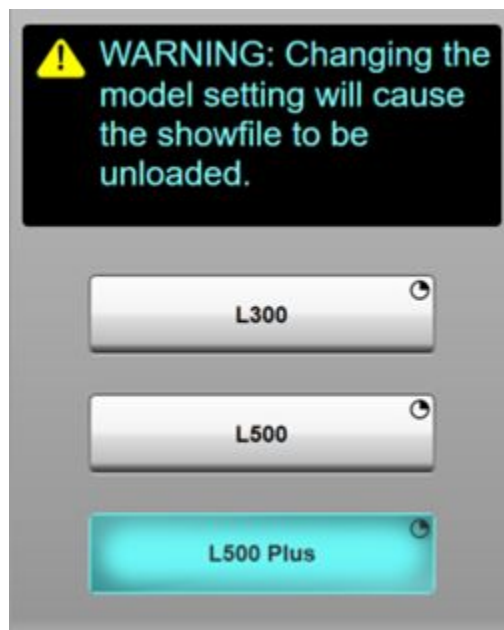 WARNING: Changing the
model setting will cause
the showfile to be
unloaded.
L300
L500
L500 Plus